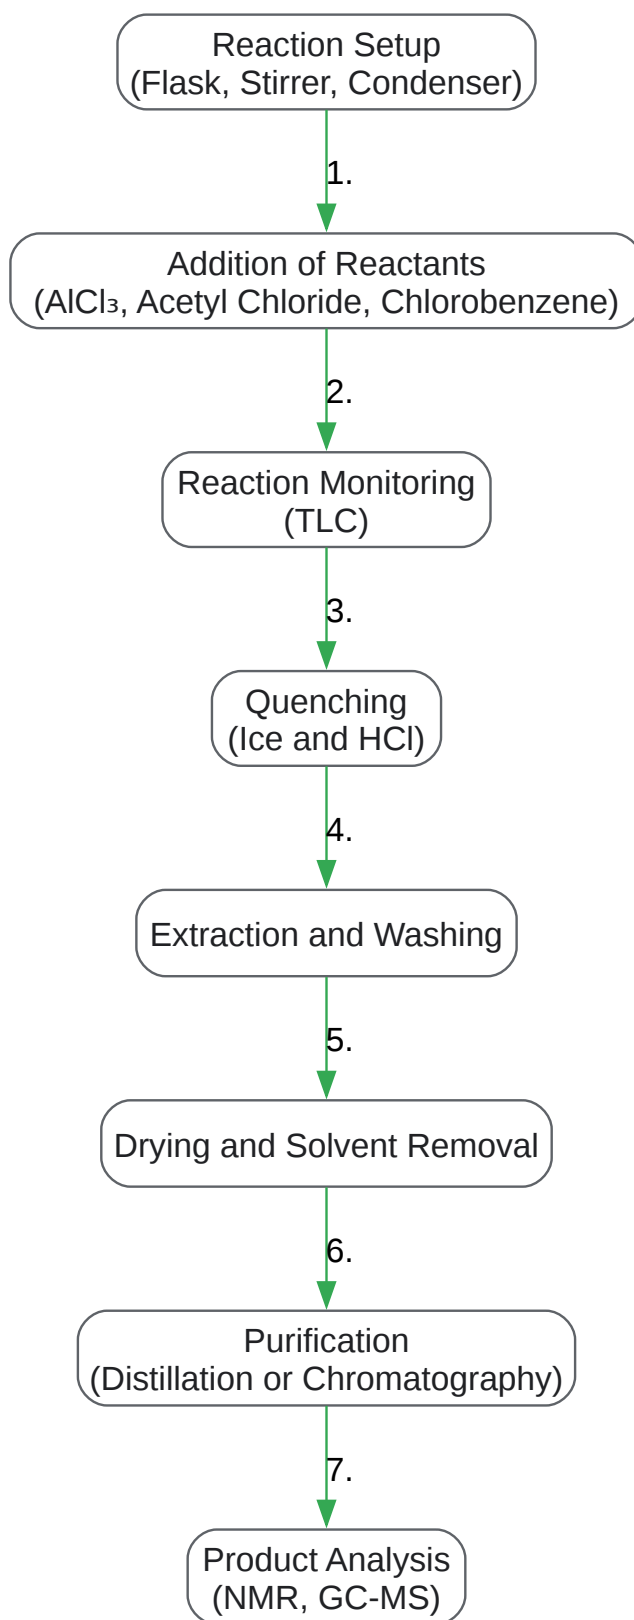 Reaction Setup
(Flask, Stirrer, Condenser)
1.
Addition of Reactants
(AlCl₃, Acetyl Chloride, Chlorobenzene)
2.
Reaction Monitoring
(TLC)
3.
Quenching
(Ice and HCl)
4.
Extraction and Washing
5.
Drying and Solvent Removal
6.
Purification
(Distillation or Chromatography)
7.
Product Analysis
(NMR, GC-MS)